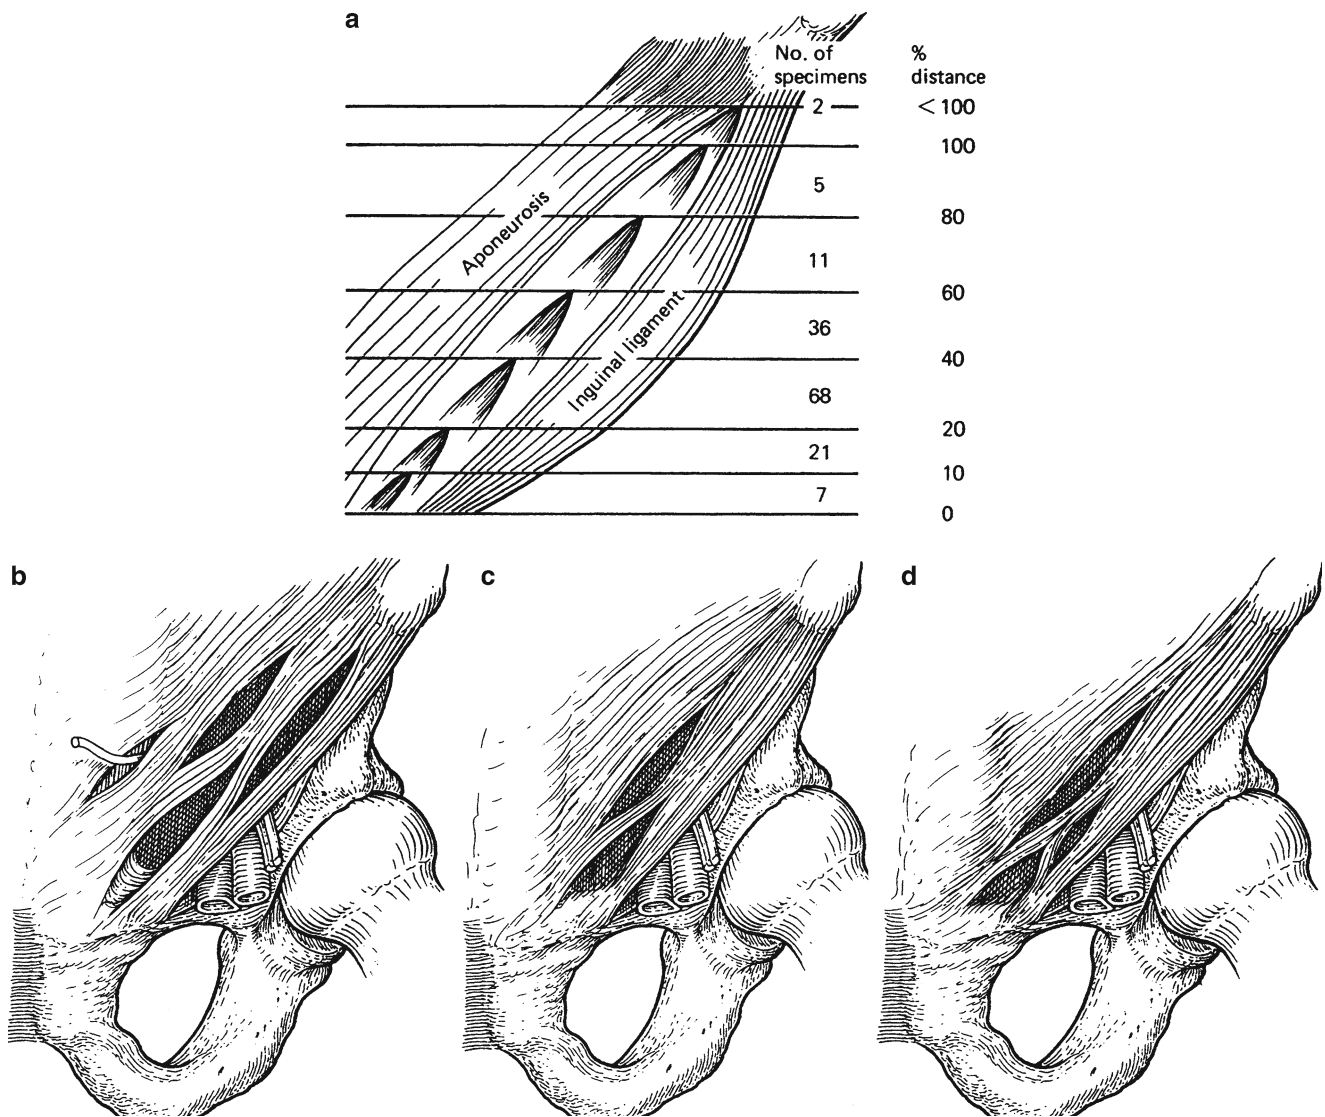 a
No. of
specimens
%
distance
2
< 100
100
5
80
Aponeurosis
11
60
36
Inguinal ligament
40
68
20
21
10
7
0
b
c
d